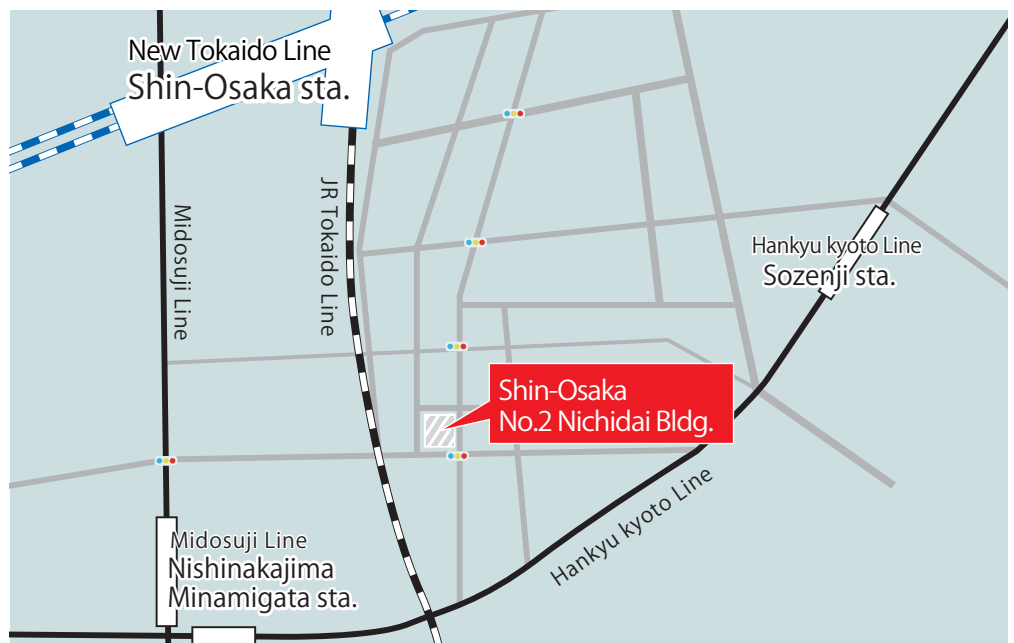 New Tokaido Line
Shin-Osaka sta.
Midosuji Line
JR Tokaido Line
Hankyu kyoto Line
Sozenji sta.
Shin-Osaka
No.2 Nichidai Bldg.
Hankyu kyoto Line
Midosuji Line
Nishinakajima
Minamigata sta.